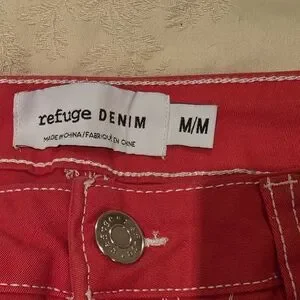 refuge DENIM
MADE IN CHINA/FABRIQUÉ EN CHINE
M/M